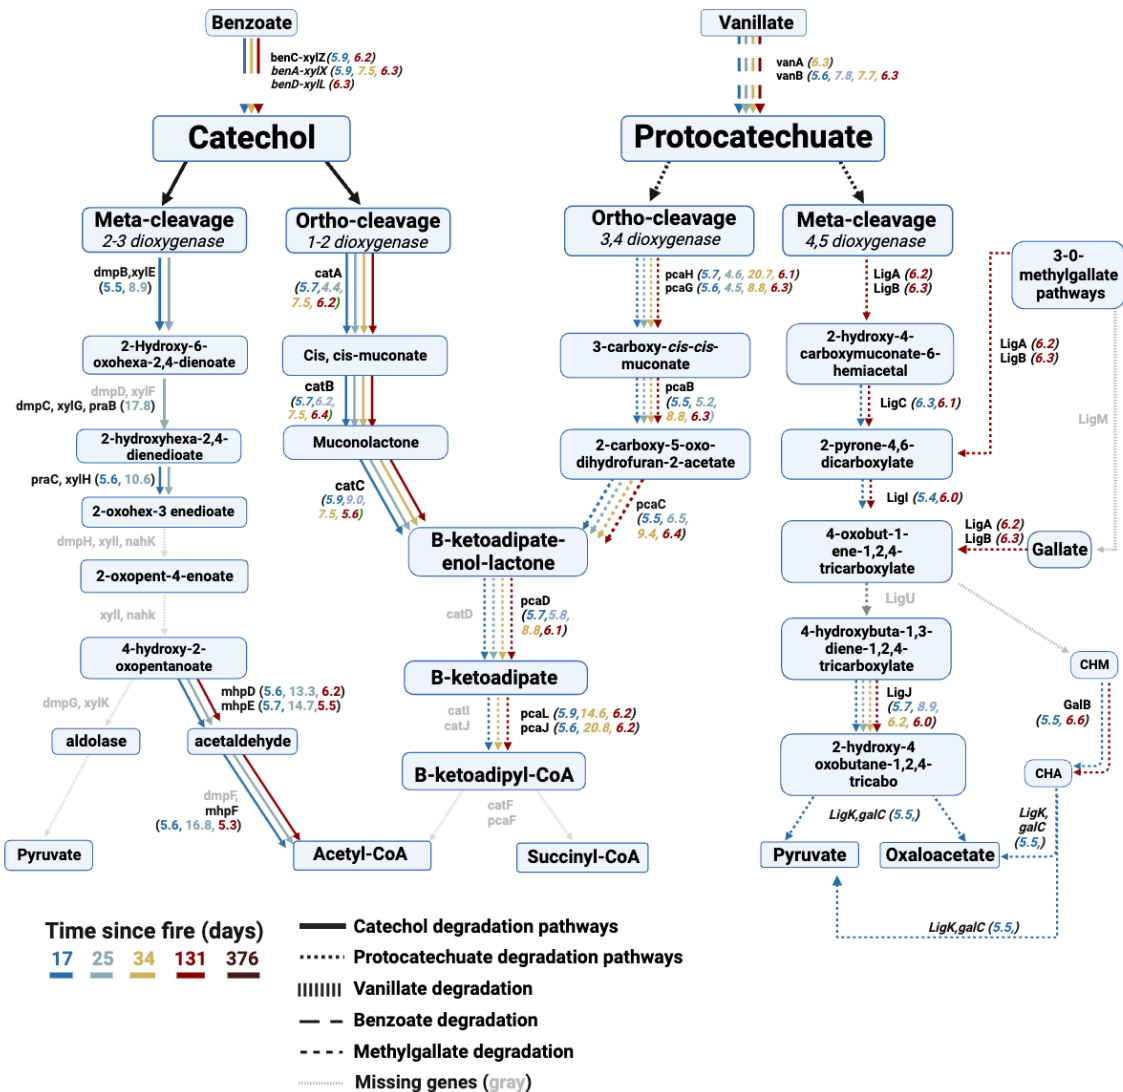 Benzoate
benC-xylZ(5.9, 6.2)
benA-xylX (5.9, 7.5, 6.3)
benD-xylL (6.3)
Catechol
Vanillate
vanA (6.3)
vanB (5.6, 7.8, 7.7, 6.3
Protocatechuate
Meta-cleavage
2-3 dioxygenase
Ortho-cleavage
1-2 dioxygenase
Ortho-cleavage
3,4 dioxygenase
Meta-cleavage
4,5 dioxygenase
dmpB,xylE
(5.5, 8.9)
catA
(5.7,4.4,
7.5, 6.2)
pcaH (5.7, 4.6, 20.7, 6.1)
pcaG (5.6, 4.5, 8.8, 6.3)
LigA (6.2)
LigB (6.3)
3-0-
methylgallate
pathways
2-Hydroxy-6-
oxohexa-2,4-dienoate
Cis, cis-muconate
3-carboxy-cis-cis-
muconate
2-hydroxy-4-
carboxymuconate-6-
hemiacetal
LigA (6.2)
LigB (6.3)
dmpD, xylF
dmpC, xylG, praB (17.8)
catB
(5.7,6.2,
7.5, 6.4)
pcaB
(5.5, 5.2,
8.8, 6.3)
LigC (6.3,6.1)
LigM
2-hydroxyhexa-2,4-
dienedioate
Muconolactone
2-carboxy-5-oxo-
dihydrofuran-2-acetate
2-pyrone-4,6-
dicarboxylate
praC, xylH (5.6, 10.6)
catC
(5.9,9.0,
7.5, 5.6)
pcaC
(5.5, 6.5,
9.4, 6.4)
LigI (5.4,6.0)
2-oxohex-3 enedioate
B-ketoadipate-
enol-lactone
4-oxobut-1-
ene-1,2,4-
tricarboxylate
LigA (6.2)
LigB (6.3)
Gallate
dmpH, xylI, nahK
2-oxopent-4-enoate
catD
pcaD
(5.7,5.8,
8.8,6.1)
LigU
xylI, nahk
4-hydroxy-2-
oxopentanoate
B-ketoadipate
4-hydroxybuta-1,3-
diene-1,2,4-
tricarboxylate
CHM
dmpG, xylK
mhpD (5.6, 13.3, 6.2)
mhpE (5.7, 14.7,5.5)
catI
catJ
pcaL (5.9,14.6, 6.2)
pcaJ (5.6, 20.8, 6.2)
LigJ
(5.7, 8.9,
6.2, 6.0)
GalB
(5.5, 6.6)
aldolase
acetaldehyde
B-ketoadipyl-CoA
2-hydroxy-4
oxobutane-1,2,4-
tricabo
CHA
dmpF,
mhpF
(5.6, 16.8, 5.3)
catF
pcaF
LigK,galC (5.5,)
LigK,
galC
(5.5,)
Pyruvate
Acetyl-CoA
Succinyl-CoA
Pyruvate
Oxaloacetate
LigK,galC (5.5,)
Time since fire (days)
17 25 34 131 376
Catechol degradation pathways
Protocatechuate degradation pathways
Vanillate degradation
Benzoate degradation
Methylgallate degradation
Missing genes (gray)